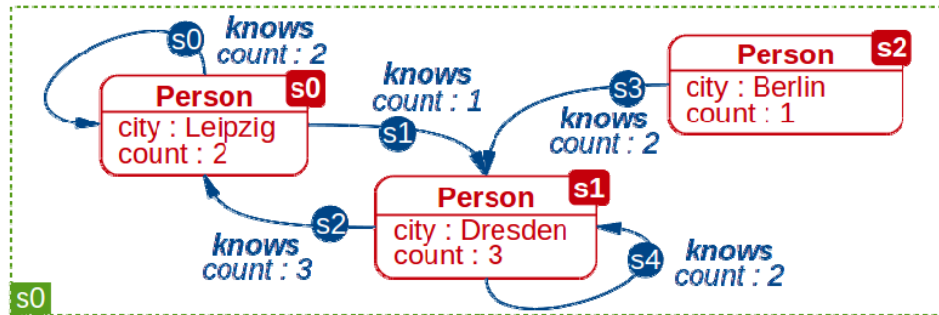 s0
knows
count : 2
Person
s0
city : Leipzig
count : 2
knows
count : 1
s1
Person
s2
city : Berlin
count : 1
s3
knows
count : 2
Person
s1
city : Dresden
count : 3
s2
knows
count : 3
s4
knows
count : 2
s0